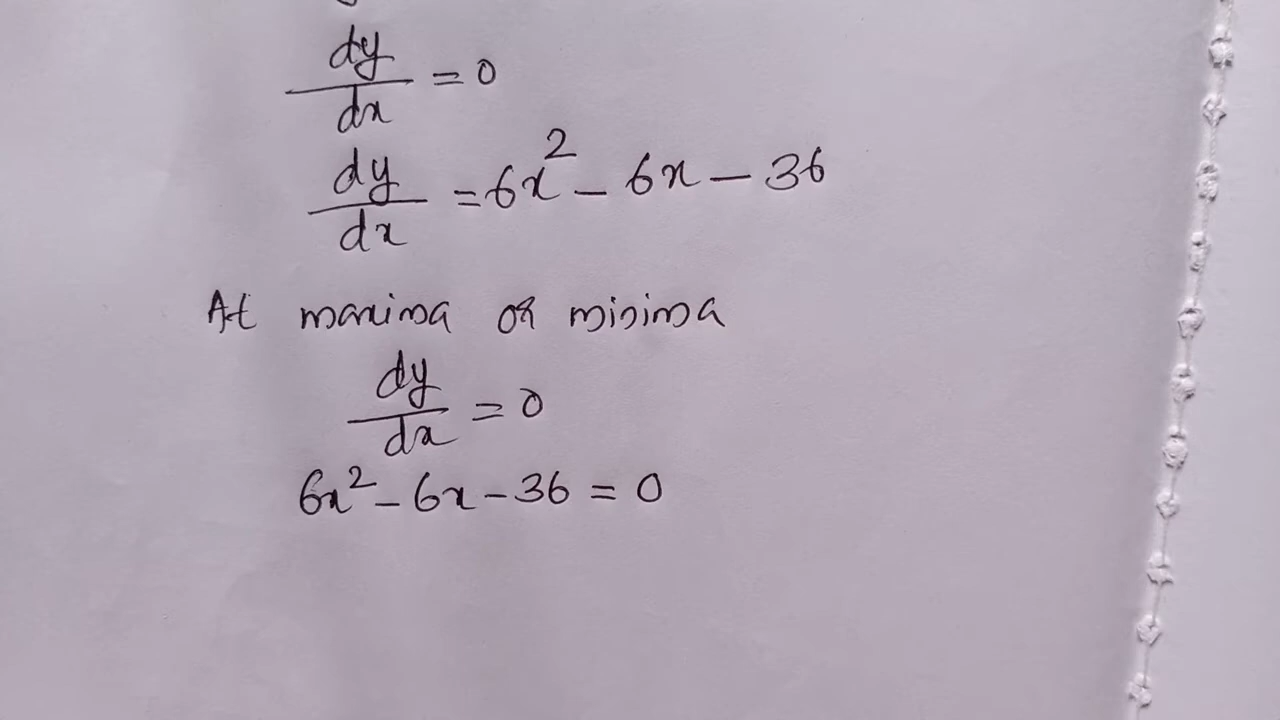 dy/dx = 0
dy/dx = 6x² - 6x - 36
At maxima or minima
dy/dx = 0
6x² - 6x - 36 = 0